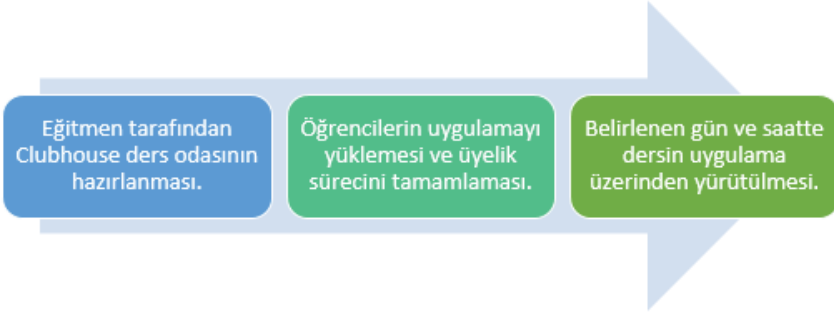 Eğitmen tarafından
Clubhouse ders odasının
hazırlanması.
Öğrencilerin uygulamayı
yüklemesi ve üyelik
sürecini tamamlaması.
Belirlenen gün ve saatte
dersin uygulama
üzerinden yürütülmesi.